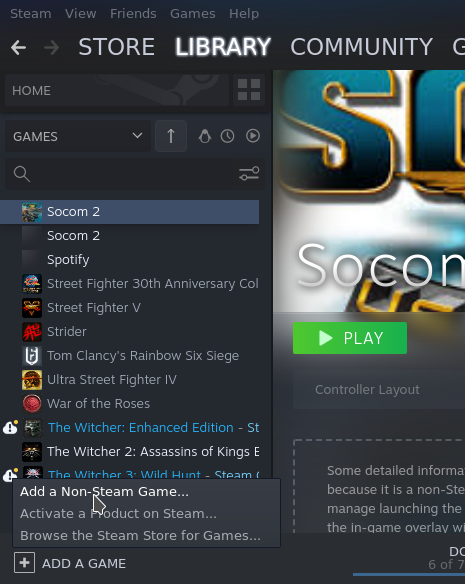 Steam View Friends Games Help
STORE LIBRARY COMMUNITY G
HOME
GAMES
Socom 2
Socom 2
Spotify
Street Fighter 30th Anniversary Col
Street Fighter V
Strider
Tom Clancy's Rainbow Six Siege
Ultra Street Fighter IV
War of the Roses
The Witcher: Enhanced Edition - St
The Witcher 2: Assassins of Kings E
The Witcher 3: Wild Hunt - Steam
Add a Non-Steam Game...
Activate a Product on Steam...
Browse the Steam Store for Games...
ADD A GAME
SO
Socom
PLAY
Controller Layout
Some detailed informa
because it is a non-Ste
manage launching the
the in-game overlay wi
DO
6 of 7